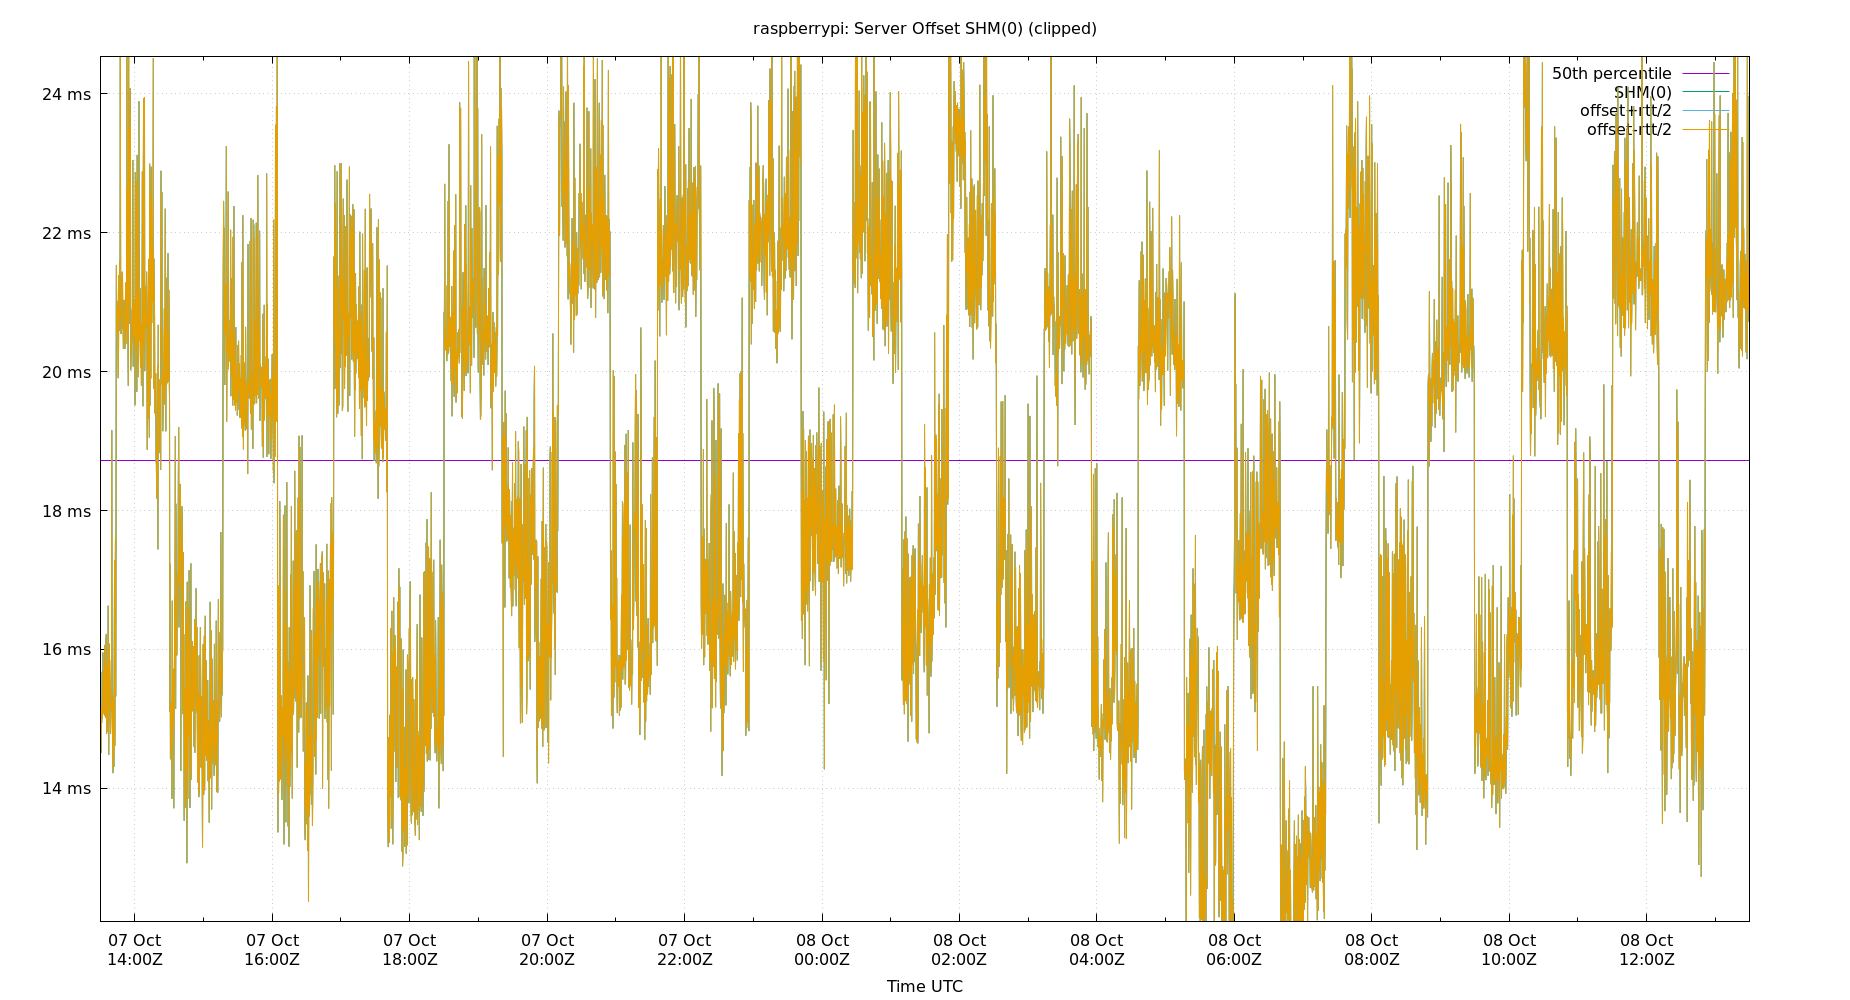 raspberrypi: Server Offset SHM(0) (clipped)
50th percentile
SHM(0)
offset+rtt/2
offset-rtt/2
24 ms
22 ms
20 ms
18 ms
16 ms
14 ms
07 Oct 07 Oct 07 Oct 07 Oct 07 Oct 08 Oct 08 Oct 08 Oct 08 Oct 08 Oct 08 Oct 08 Oct
14:00Z 16:00Z 18:00Z 20:00Z 22:00Z 00:00Z 02:00Z 04:00Z 06:00Z 08:00Z 10:00Z 12:00Z
Time UTC